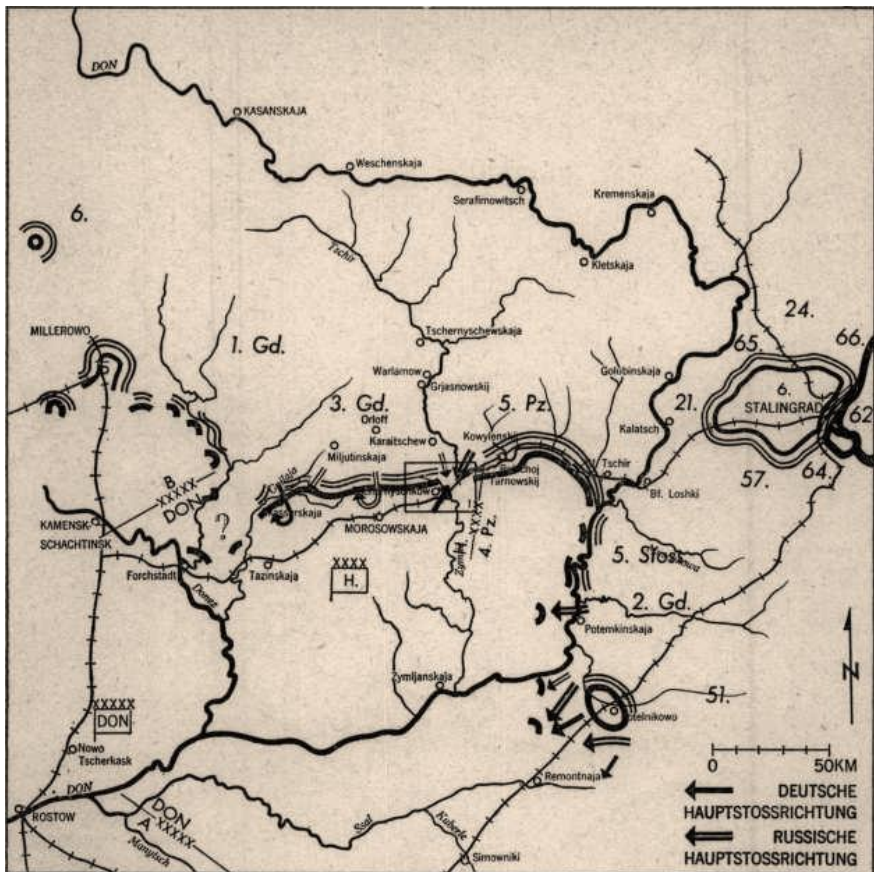 DON
KASANSKAJA
Weschenskaja
Serafimowitsch
Kremenskaja
6.
Tschir
Kletskaja
MILLEROWO
1. Gd.
Tschernyschewskaja
24.
65.
66.
Warlamow
Golubinskaja
Grjasnowskij
6.
STALINGRAD
3. Gd.
5. Pz.
21.
62
Orloff
Kalatsch
Karaitschew
Kowylenskij
Miljutinskaja
57.
64.
Tschir
Tarnowskij
Bf. Loshki
B
XXXXX
DON
?
KAMENSK-
SCHACHTINSK
MOROSOWSKAJA
XXXX
4. Pz.
H.
Forchstadt
Tazinskaja
XXXX
H.
5. Stoss
Donez
2. Gd.
Potemkinskaja
N
Zymljanskaja
51.
XXXXX
DON
Nowo
Tscherkask
0 50KM
Remontnaja
DON
DEUTSCHE
HAUPTSTOSSRICHTUNG
ROSTOW
DON
XXXXX
A
Ssal
Kuberle
RUSSISCHE
HAUPTSTOSSRICHTUNG
Manytsch
Simowniki